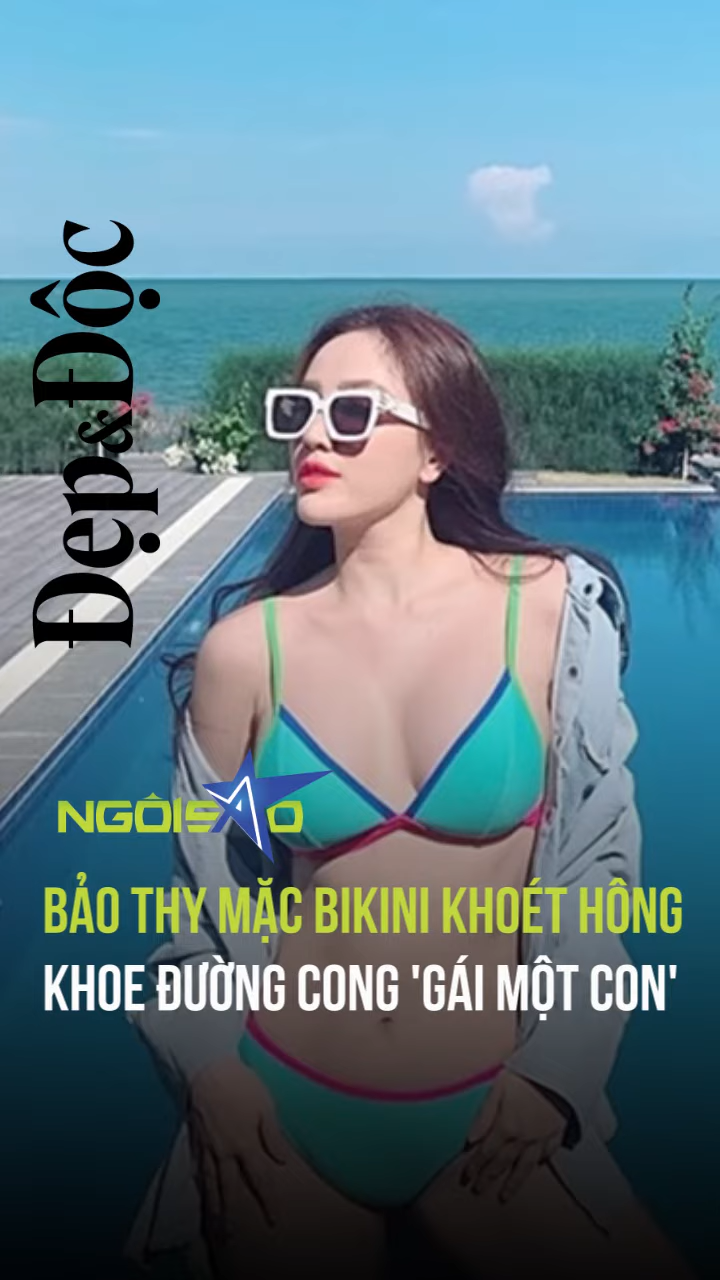 Đẹp&Độc
NGÔISAO
BẢO THY MẶC BIKINI KHOÉT HÔNG
KHOE ĐƯỜNG CONG 'GÁI MỘT CON'